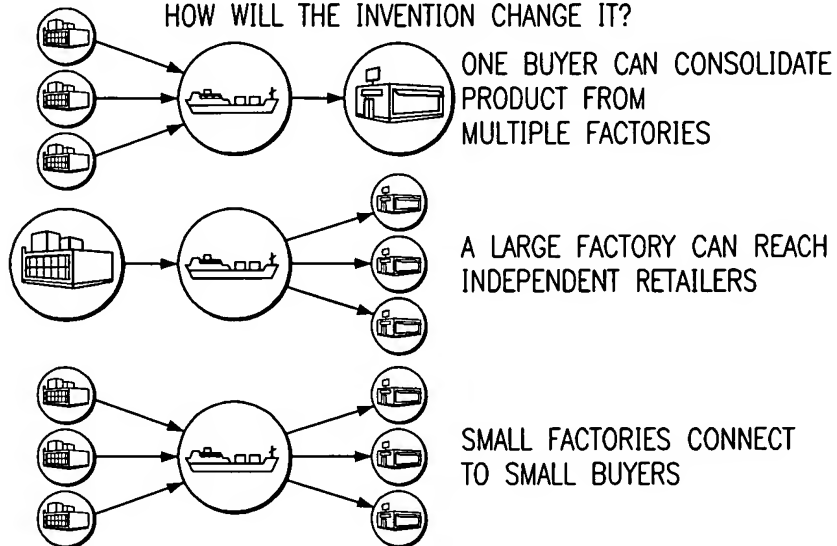 HOW WILL THE INVENTION CHANGE IT?
ONE BUYER CAN CONSOLIDATE
PRODUCT FROM
MULTIPLE FACTORIES
A LARGE FACTORY CAN REACH
INDEPENDENT RETAILERS
SMALL FACTORIES CONNECT
TO SMALL BUYERS